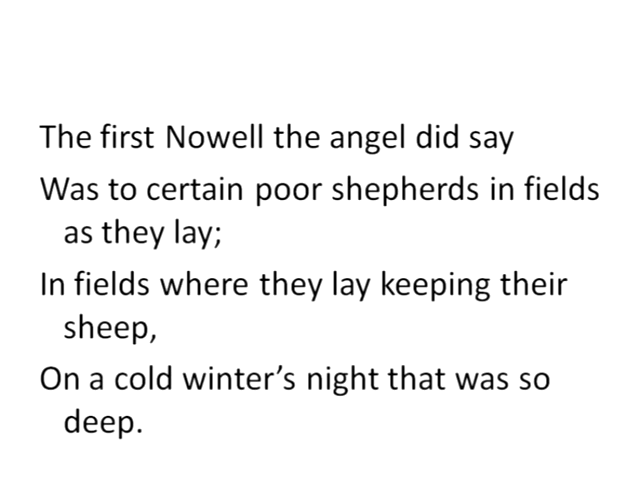 The first Nowell the angel did say
Was to certain poor shepherds in fields
as they lay;
In fields where they lay keeping their
sheep,
On a cold winter’s night that was so
deep.